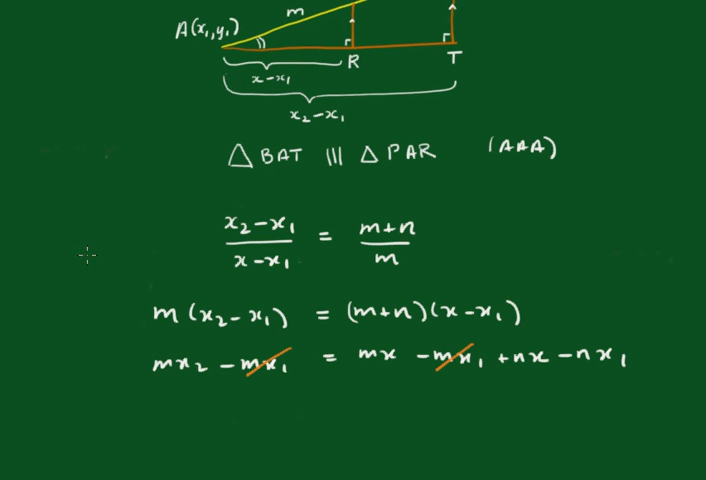 m
A(x₁,y₁)
R T
x-x₁
x₂-x₁
△ BAT ||| △ PAR (AAA)
x₂-x₁ / x-x₁ = m+n / m
m(x₂-x₁) = (m+n)(x-x₁)
mx₂ - mx₁ = mx - mx₁ + nx - nx₁